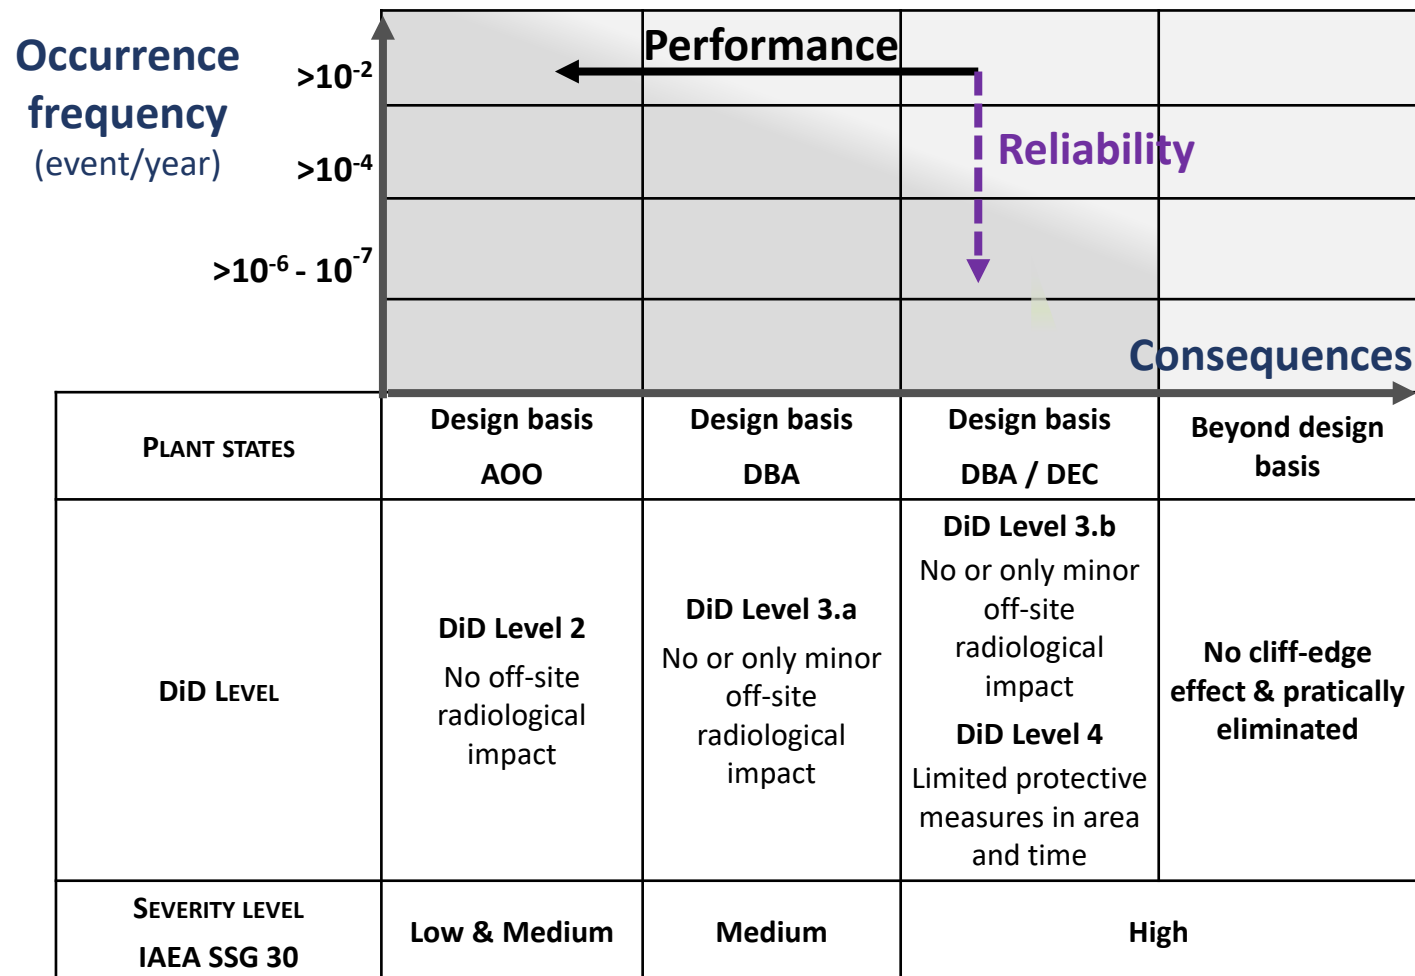 Occurrence
frequency
(event/year)
>10⁻²
>10⁻⁴
>10⁻⁶ - 10⁻⁷
Performance
Reliability
Consequences
PLANT STATES
Design basis
AOO
Design basis
DBA
Design basis
DBA / DEC
Beyond design
basis
DiD LEVEL
DiD Level 2
No off-site
radiological
impact
DiD Level 3.a
No or only minor
off-site
radiological
impact
DiD Level 3.b
No or only minor
off-site
radiological
impact
DiD Level 4
Limited protective
measures in area
and time
No cliff-edge
effect & pratically
eliminated
SEVERITY LEVEL
IAEA SSG 30
Low & Medium
Medium
High